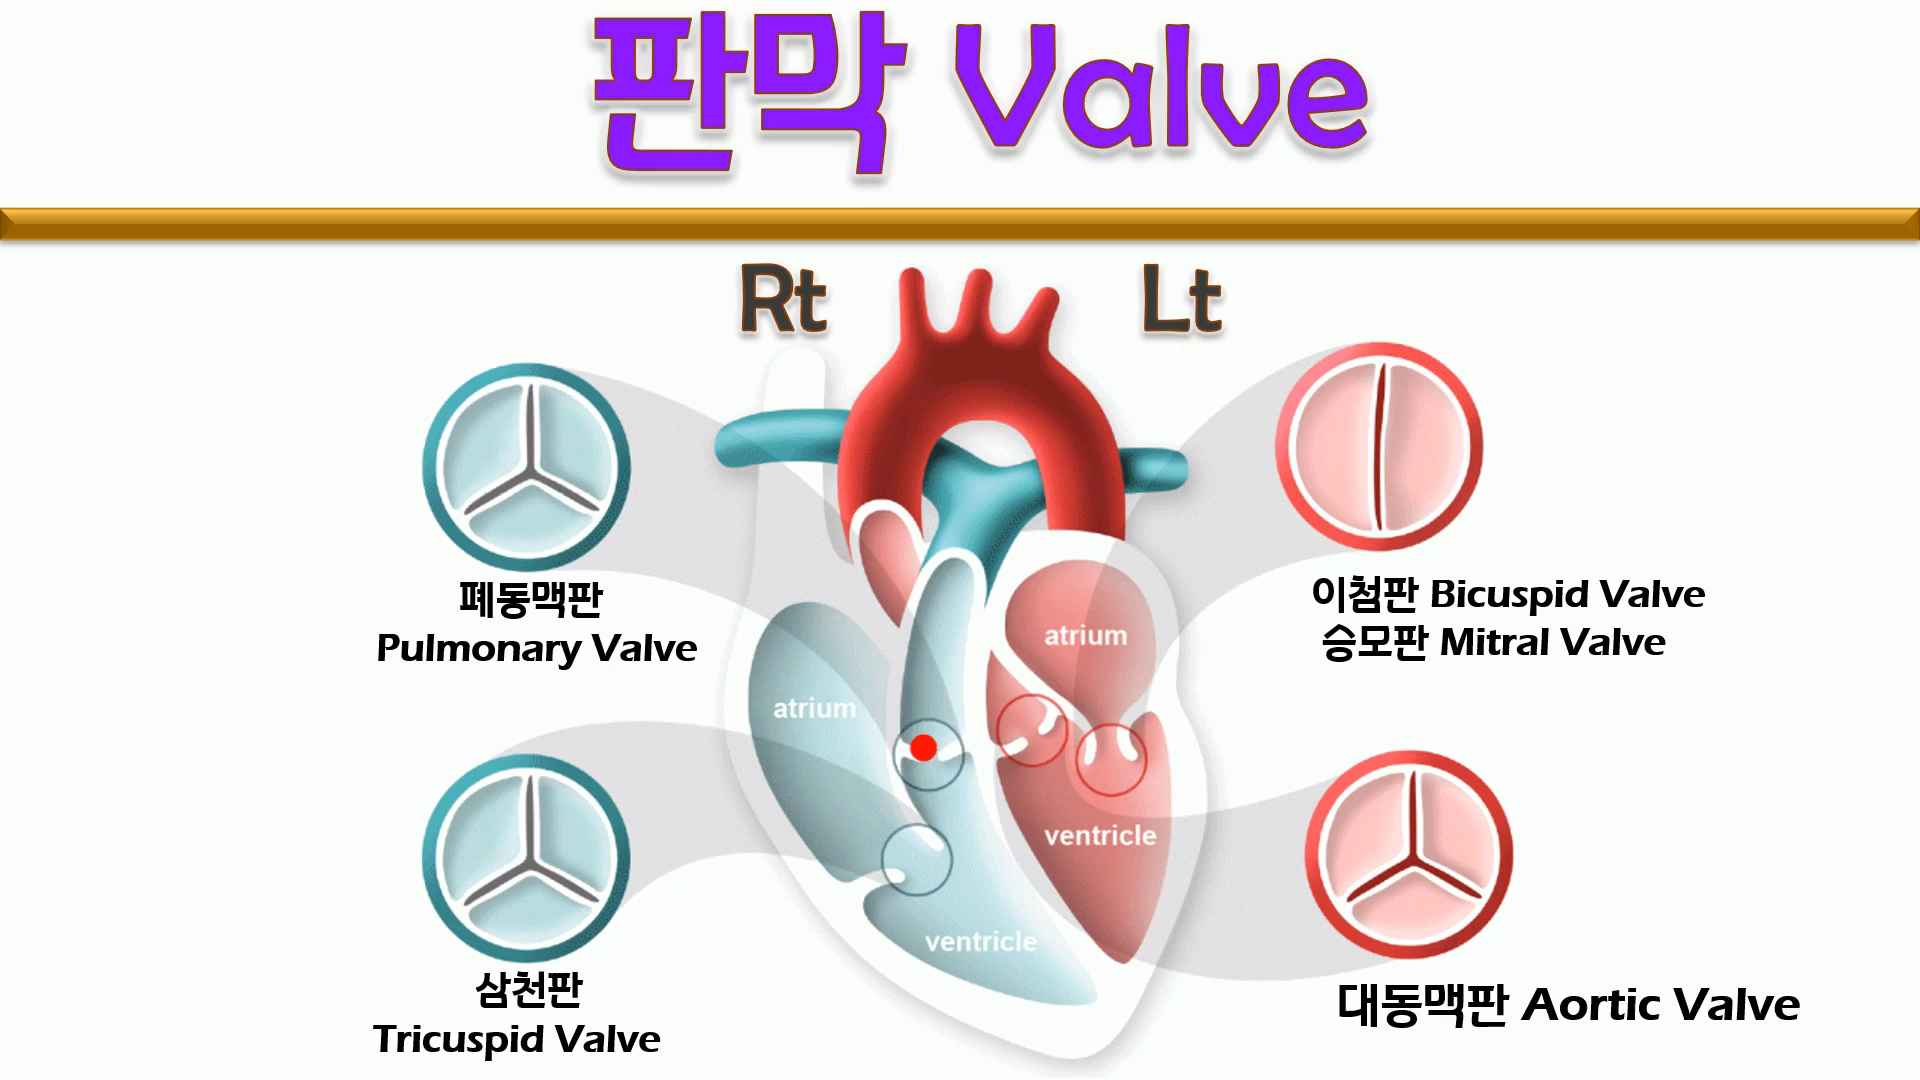 판막 Valve
Rt
Lt
폐동맥판
Pulmonary Valve
이첨판 Bicuspid Valve
승모판 Mitral Valve
atrium
atrium
ventricle
ventricle
삼천판
Tricuspid Valve
대동맥판 Aortic Valve